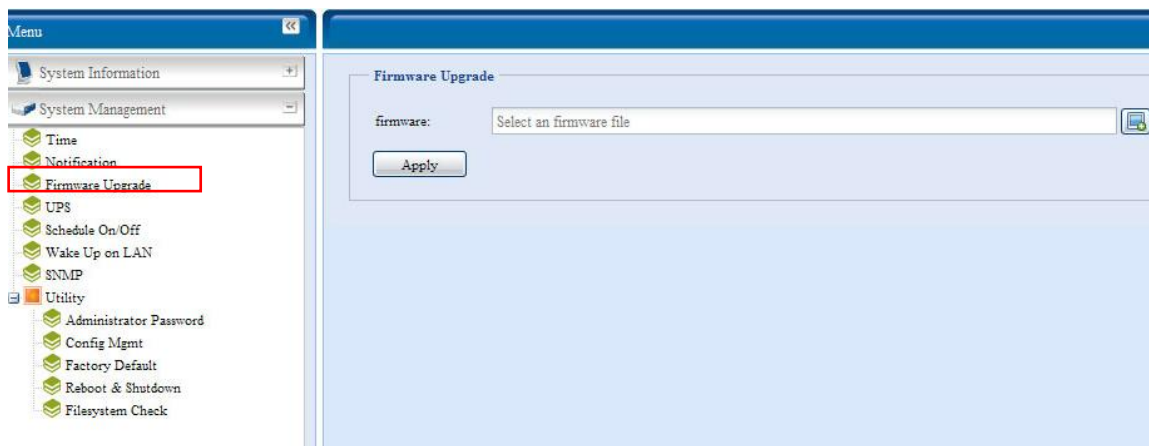 Menu
System Information
System Management
Time
Notification
Firmware Upgrade
UPS
Schedule On/Off
Wake Up on LAN
SNMP
Utility
Administrator Password
Config Mgmt
Factory Default
Reboot & Shutdown
Filesystem Check
Firmware Upgrade
firmware: Select an firmware file
Apply